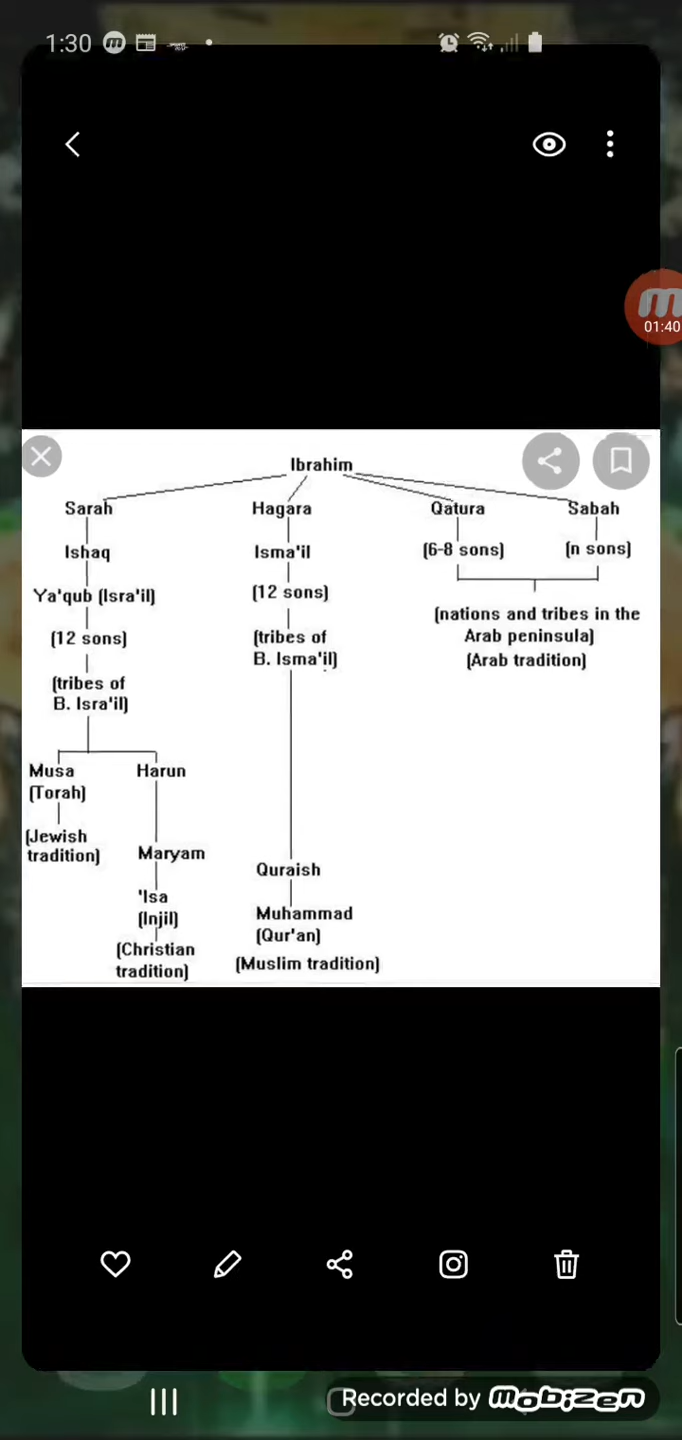 1:30
01:40
Ibrahim
Sarah
Hagara
Qatura
Sabah
Ishaq
Isma'il
(6-8 sons)
(n sons)
Ya'qub (Isra'il)
(12 sons)
(nations and tribes in the
Arab peninsula)
(Arab tradition)
(12 sons)
(tribes of
B. Isma'il)
(tribes of
B. Isra'il)
Musa
(Torah)
Harun
(Jewish
tradition)
Maryam
Quraish
'Isa
(Injil)
Muhammad
(Qur'an)
(Christian
tradition)
(Muslim tradition)
Recorded by mobizen